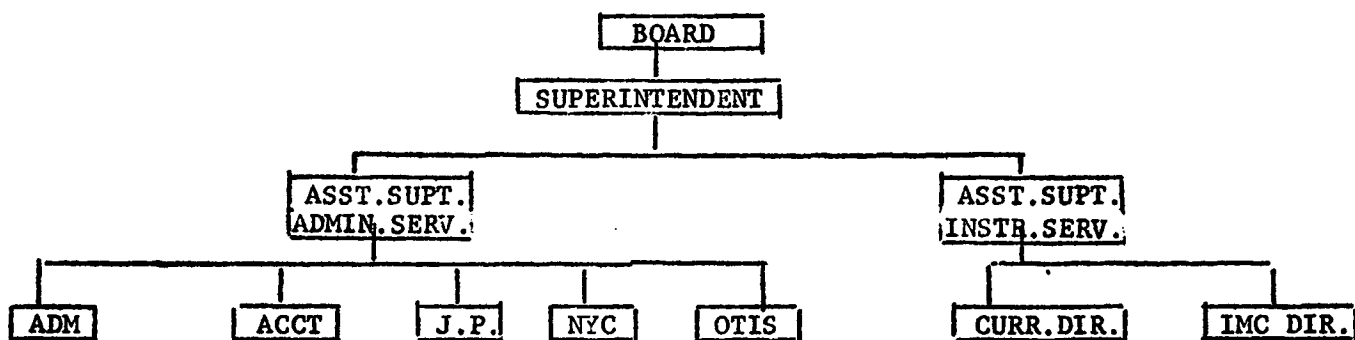 BOARD
SUPERINTENDENT
ASST.SUPT.
ADMIN.SERV.
ASST.SUPT.
INSTR.SERV.
ADM
ACCT
J.P.
NYC
OTIS
CURR.DIR.
IMC DIR.